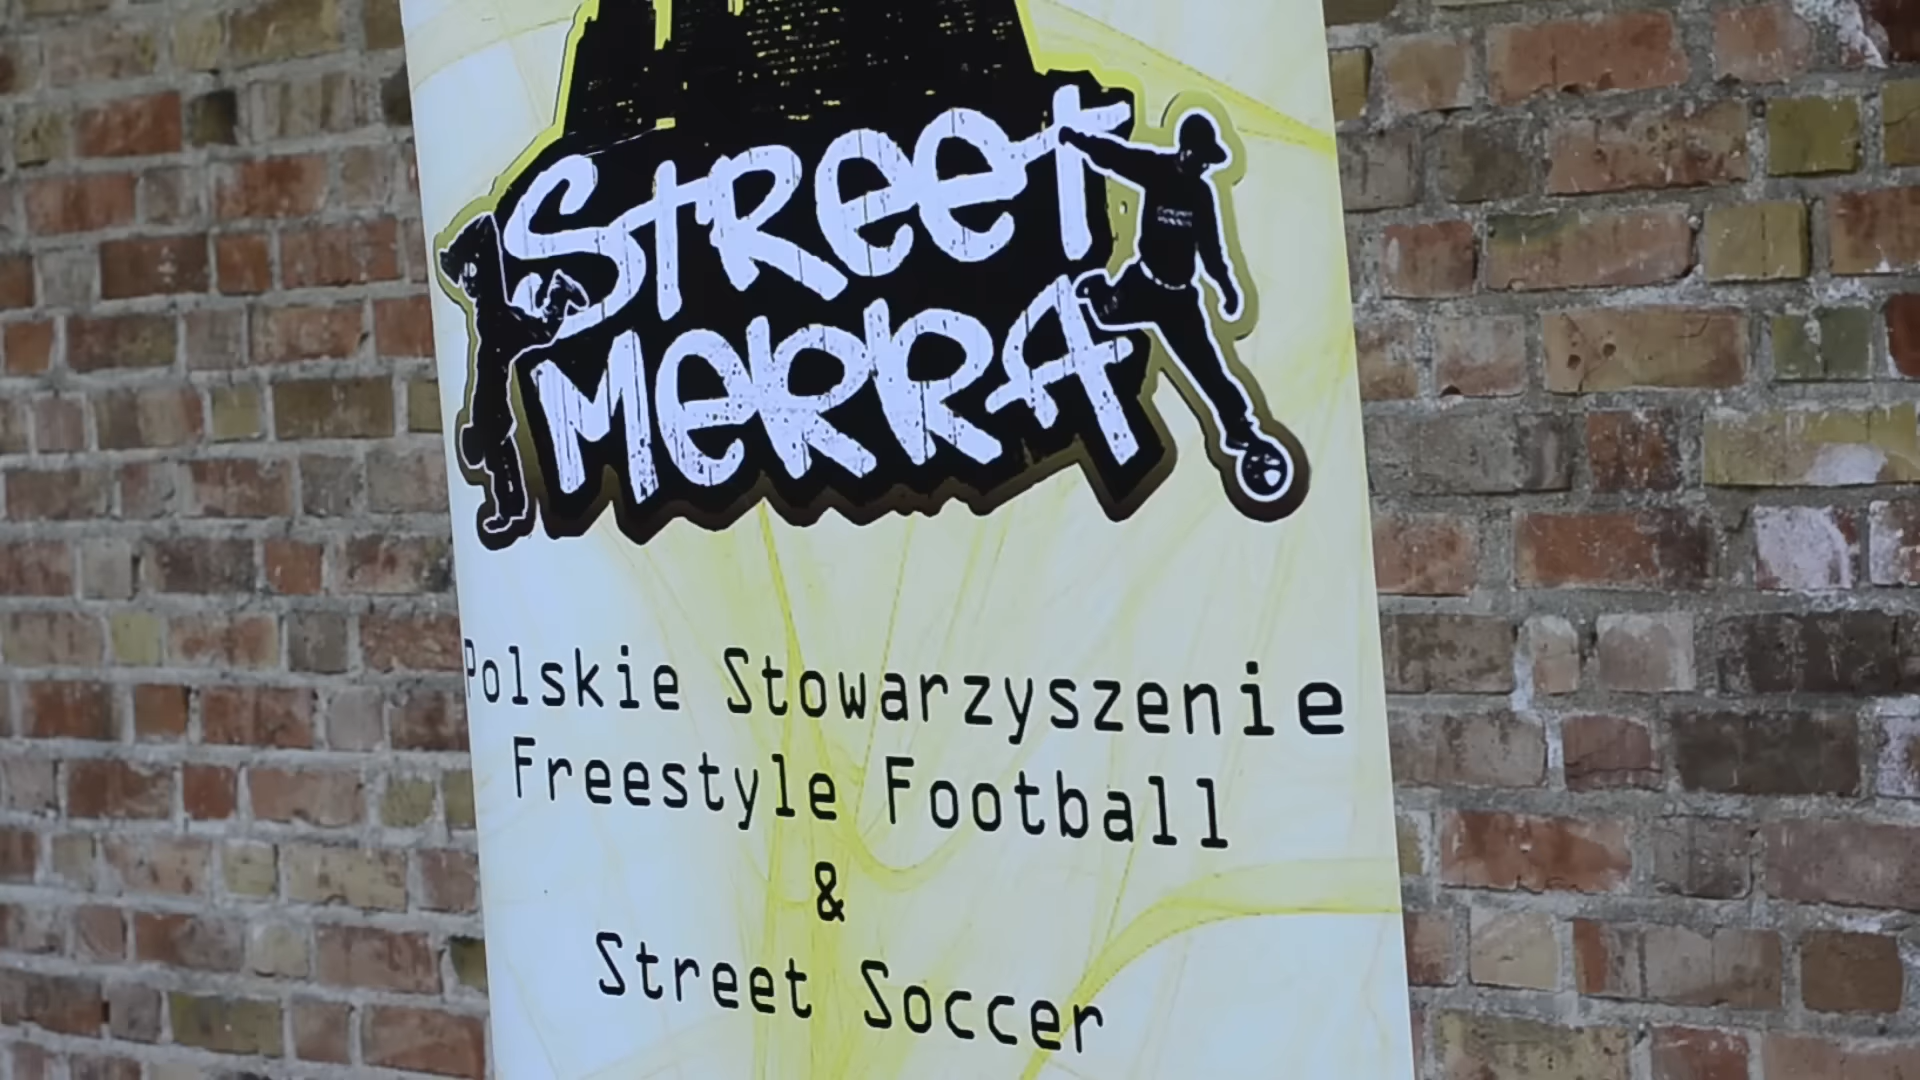 Street
Merra
Polskie Stowarzyszenie
Freestyle Football
&
Street Soccer